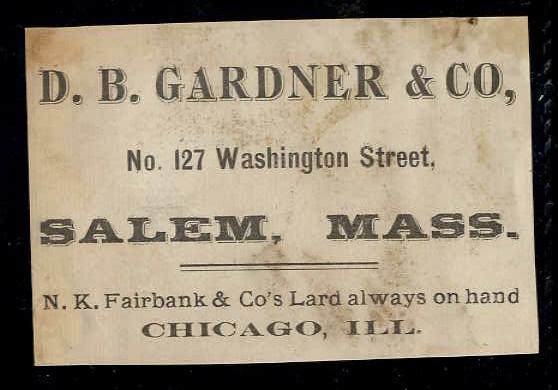 D. B. GARDNER & CO,
No. 127 Washington Street,
SALEM, MASS.
N. K. Fairbank & Co's Lard always on hand
CHICAGO, ILL.